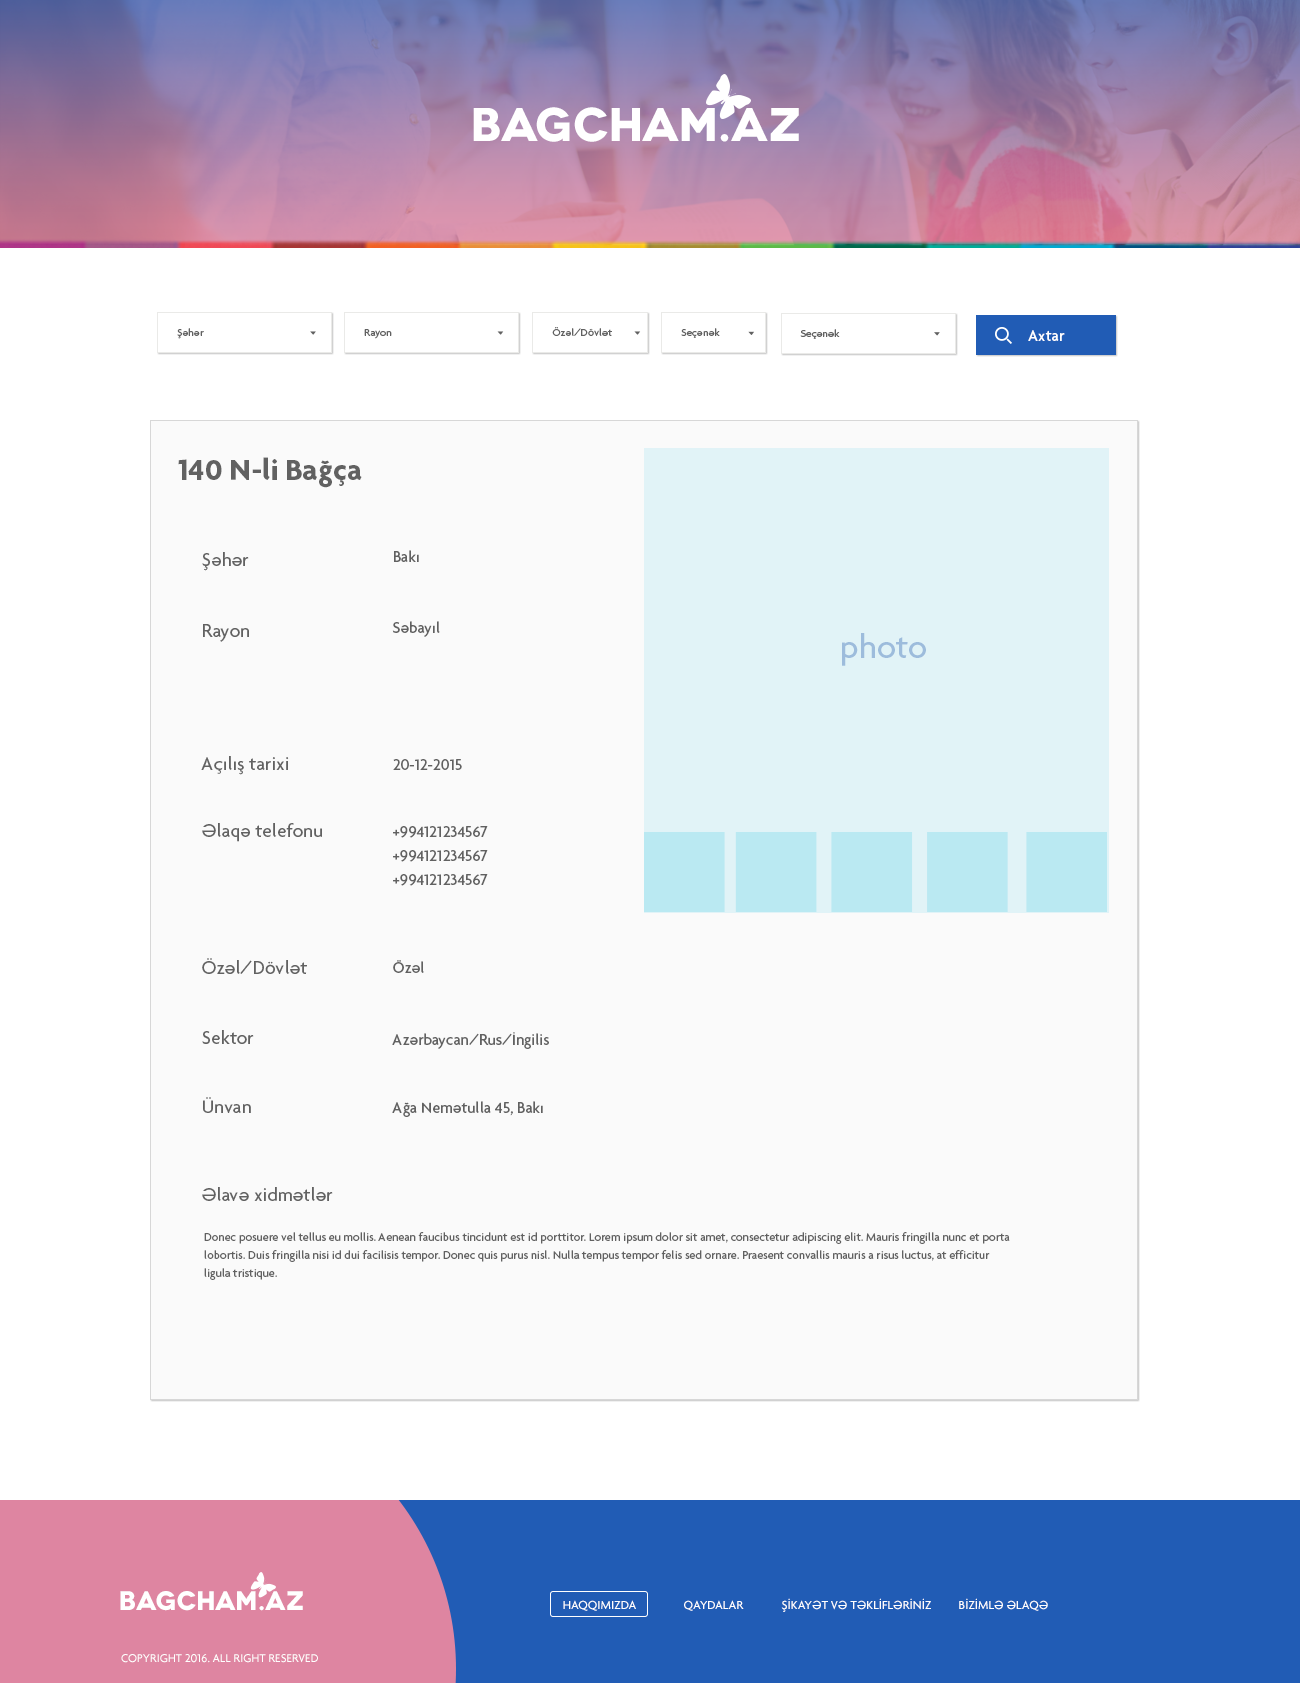 BAGCHAM.AZ
Şəhər
Rayon
Özəl/Dövlət
Seçənək
Seçənək
Axtar
140 N-li Bağça
photo
Şəhər
Bakı
Rayon
Səbayıl
Açılış tarixi
20-12-2015
Əlaqə telefonu
+994121234567
+994121234567
+994121234567
Özəl/Dövlət
Özəl
Sektor
Azərbaycan/Rus/İngilis
Ünvan
Ağa Nemətulla 45, Bakı
Əlavə xidmətlər
Donec posuere vel tellus eu mollis. Aenean faucibus tincidunt est id porttitor. Lorem ipsum dolor sit amet, consectetur adipiscing elit. Mauris fringilla nunc et porta
lobortis. Duis fringilla nisi id dui facilisis tempor. Donec quis purus nisl. Nulla tempus tempor felis sed ornare. Praesent convallis mauris a risus luctus, at efficitur
ligula tristique.
BAGCHAM.AZ
HAQQIMIZDA
QAYDALAR
ŞİKAYƏT VƏ TƏKLİFLƏRİNİZ
BİZİMLƏ ƏLAQƏ
COPYRIGHT 2016. ALL RIGHT RESERVED